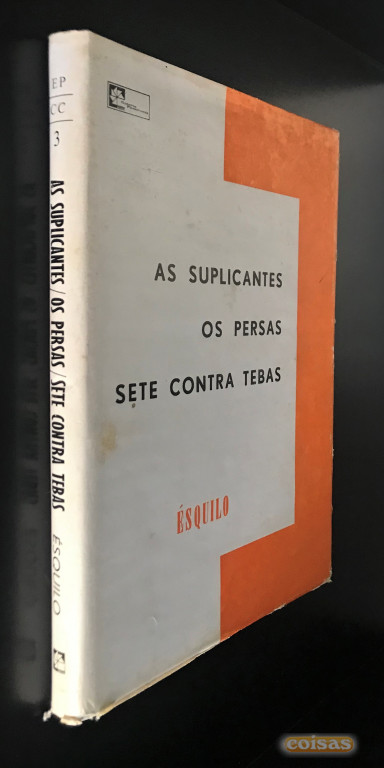 EP
CC
3
AS SUPLICANTES / OS PERSAS / SETE CONTRA TEBAS
ÉSQUILO
AS SUPLICANTES
OS PERSAS
SETE CONTRA TEBAS
ÉSQUILO
coisas